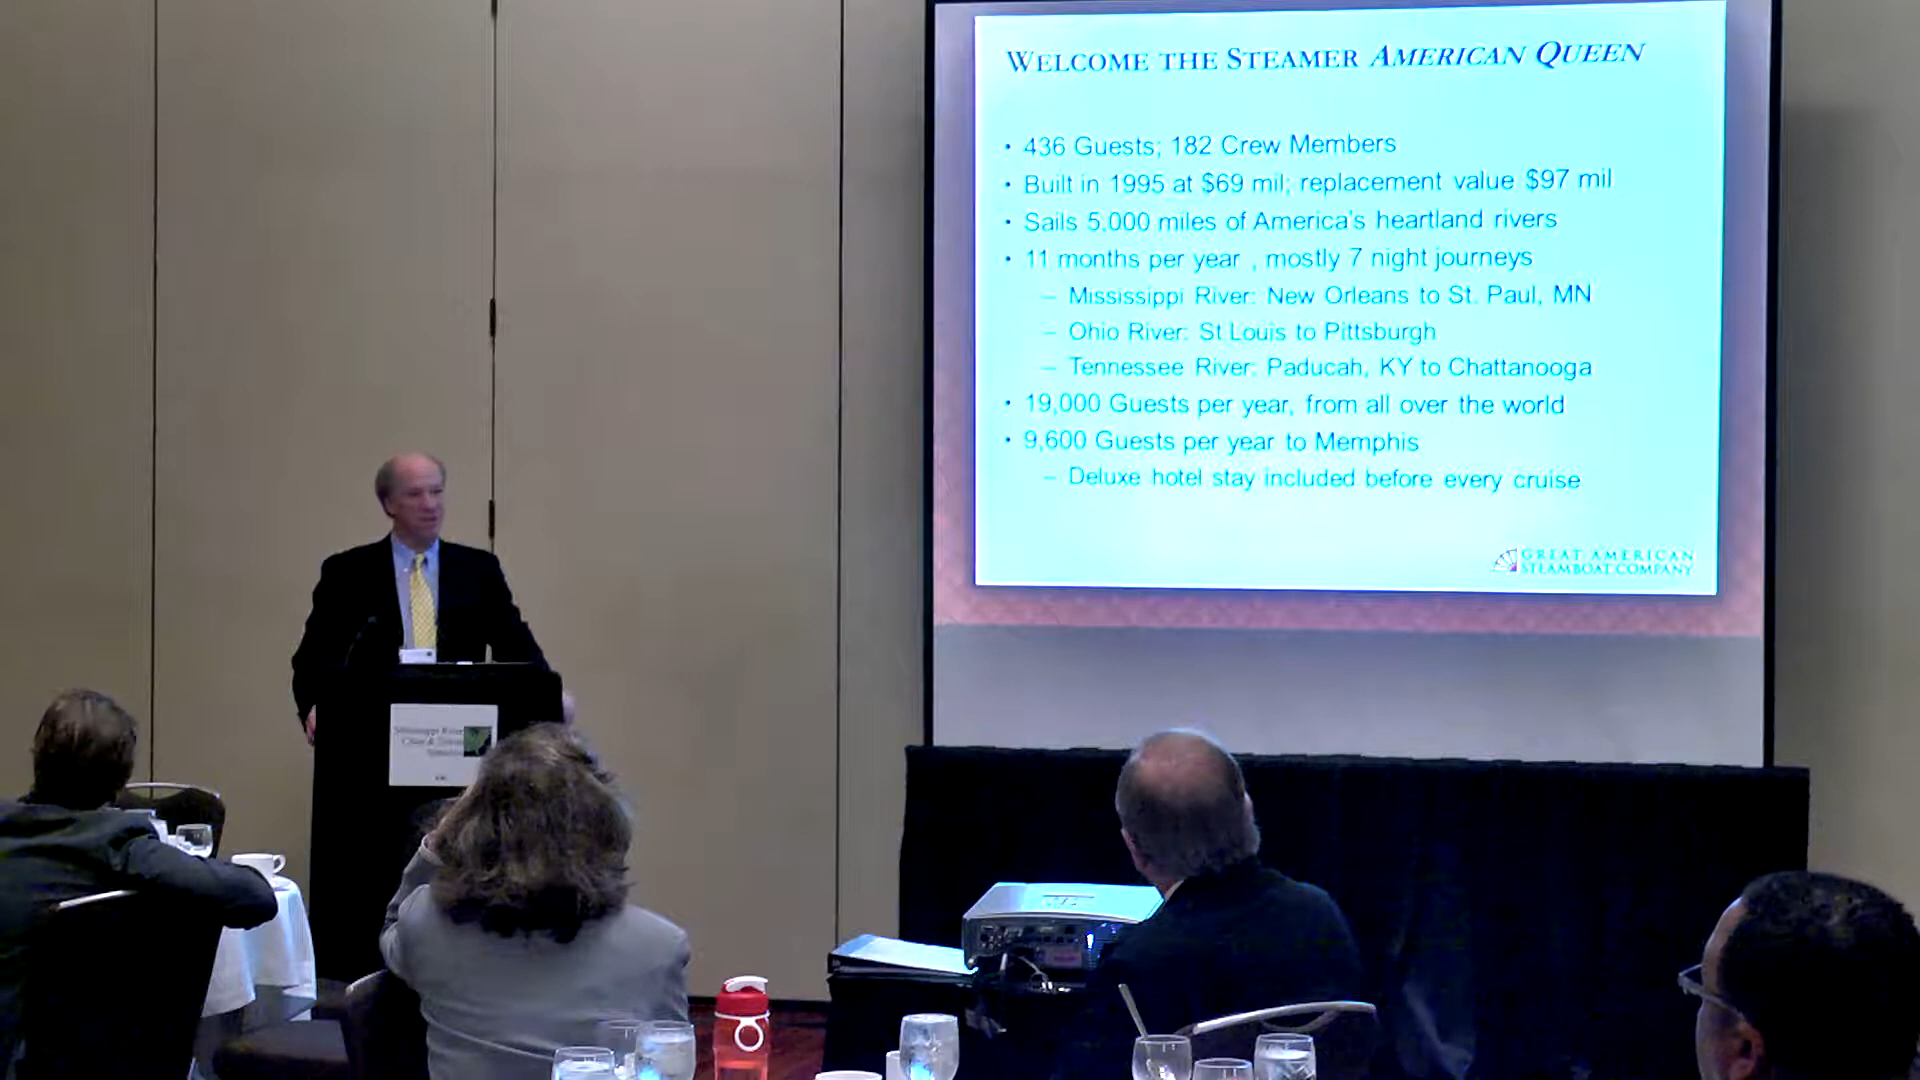 WELCOME THE STEAMER AMERICAN QUEEN
• 436 Guests; 182 Crew Members
• Built in 1995 at $69 mil; replacement value $97 mil
• Sails 5,000 miles of America's heartland rivers
• 11 months per year , mostly 7 night journeys
– Mississippi River: New Orleans to St. Paul, MN
– Ohio River: St Louis to Pittsburgh
– Tennessee River: Paducah, KY to Chattanooga
• 19,000 Guests per year, from all over the world
• 9,600 Guests per year to Memphis
– Deluxe hotel stay included before every cruise
GREAT AMERICAN
STEAMBOAT COMPANY
Mississippi River
Cities & Towns